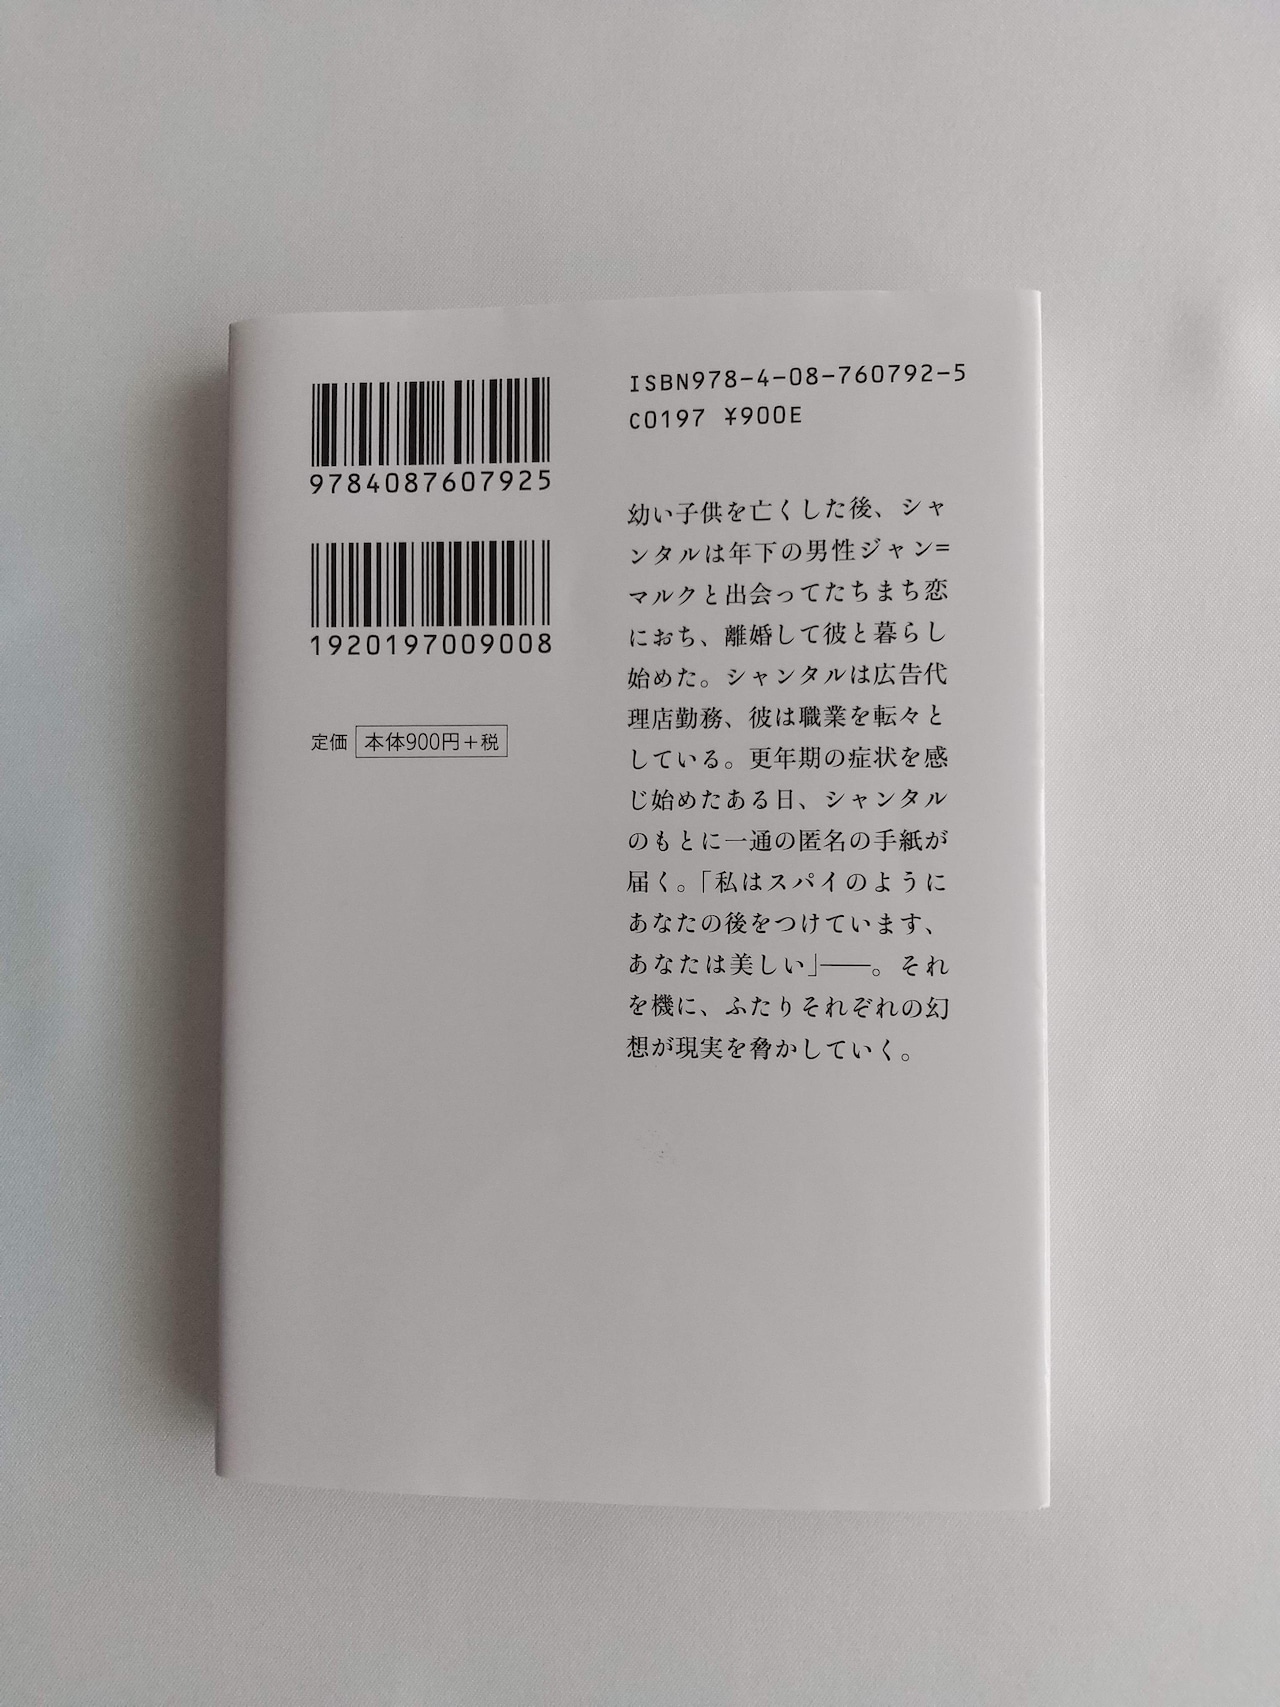 9784087607925
1920197009008
定価 本体900円+税
ISBN978-4-08-760792-5
C0197 ¥900E
幼い子供を亡くした後、シャ
ンタルは年下の男性ジャン=
マルクと出会ってたちまち恋
におち、離婚して彼と暮らし
始めた。シャンタルは広告代
理店勤務、彼は職業を転々と
している。更年期の症状を感
じ始めたある日、シャンタル
のもとに一通の匿名の手紙が
届く。「私はスパイのように
あなたの後をつけています、
あなたは美しい」──。それ
を機に、ふたりそれぞれの幻
想が現実を脅かしていく。